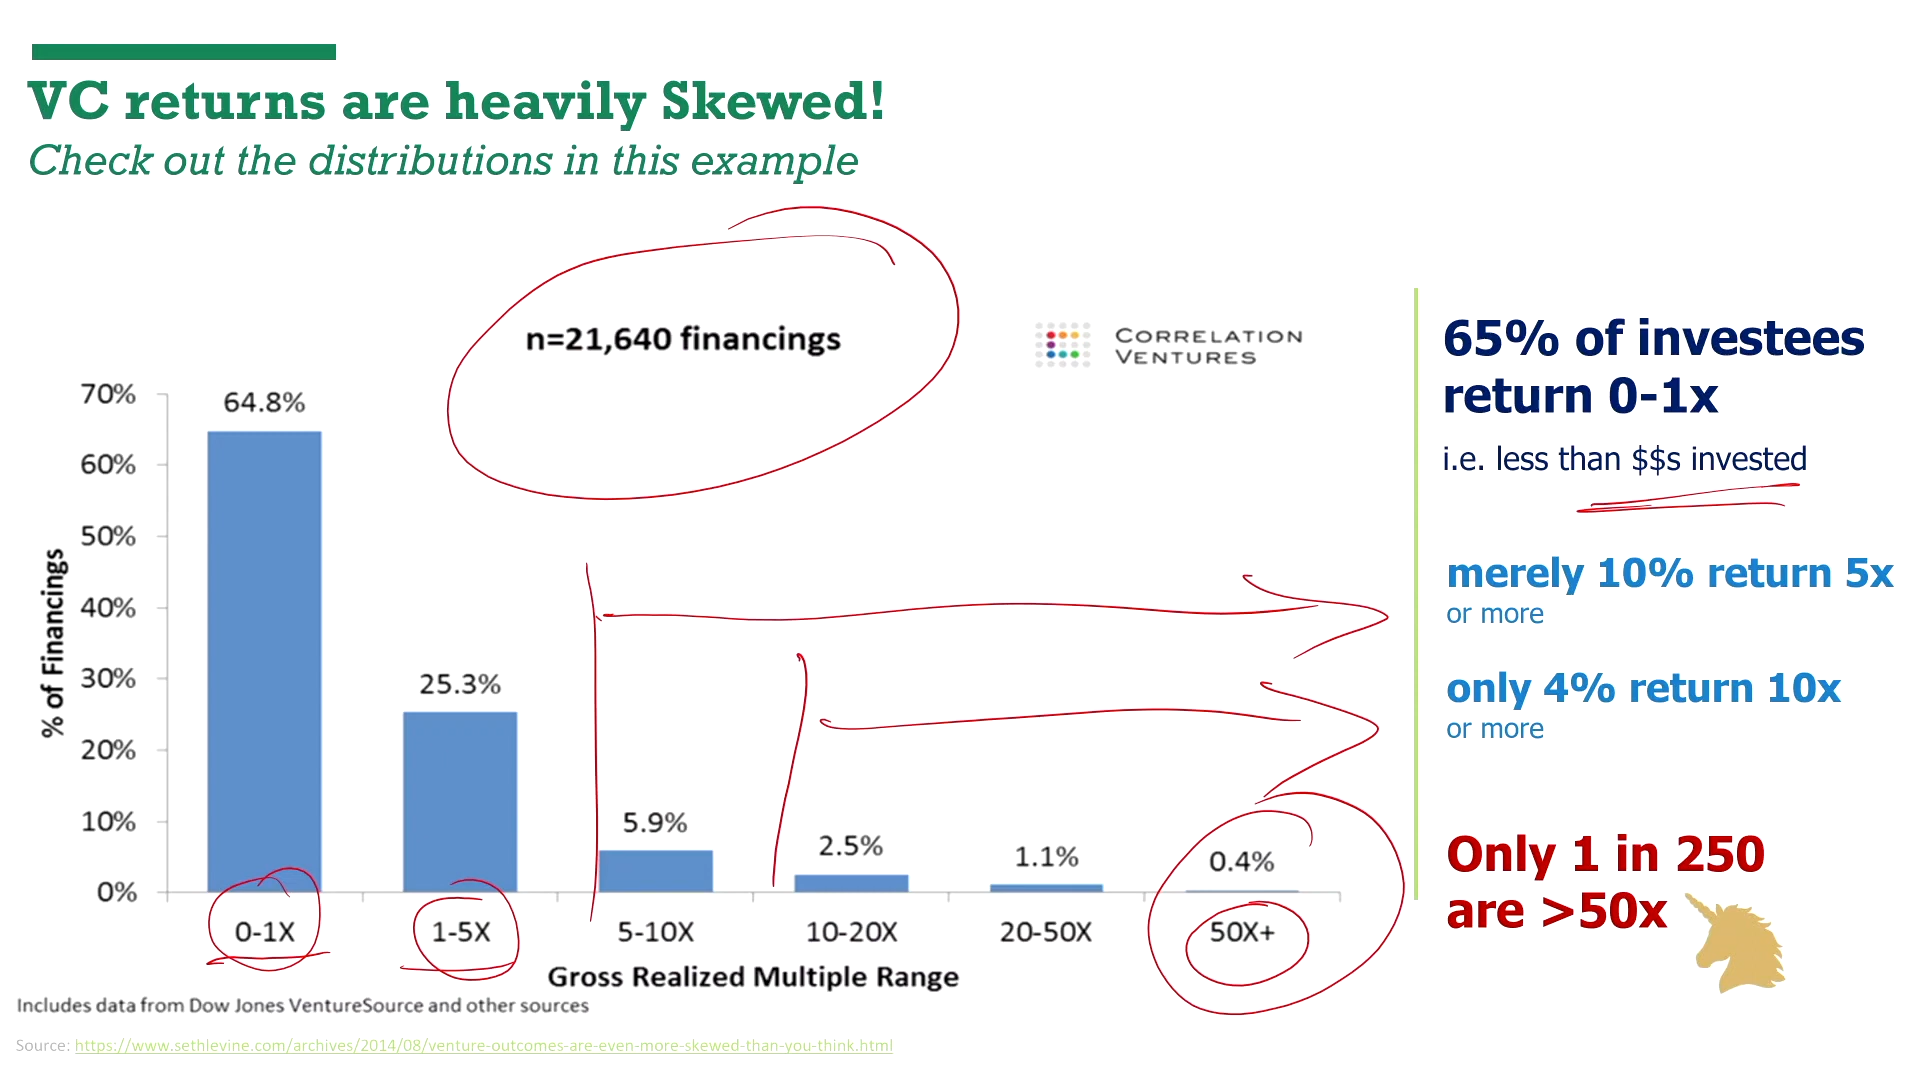 VC returns are heavily Skewed!
Check out the distributions in this example
n=21,640 financings
CORRELATION
VENTURES
% of Financings
70%
60%
50%
40%
30%
20%
10%
0%
64.8%
25.3%
5.9%
2.5%
1.1%
0.4%
0-1X
1-5X
5-10X
10-20X
20-50X
50X+
Gross Realized Multiple Range
Includes data from Dow Jones VentureSource and other sources
Source: https://www.sethlevine.com/archives/2014/08/venture-outcomes-are-even-more-skewed-than-you-think.html
65% of investees
return 0-1x
i.e. less than $$s invested
merely 10% return 5x
or more
only 4% return 10x
or more
Only 1 in 250
are >50x